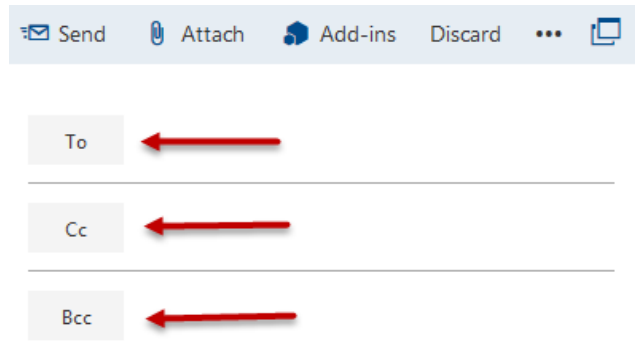 Send Attach Add-ins Discard •••
To
Cc
Bcc